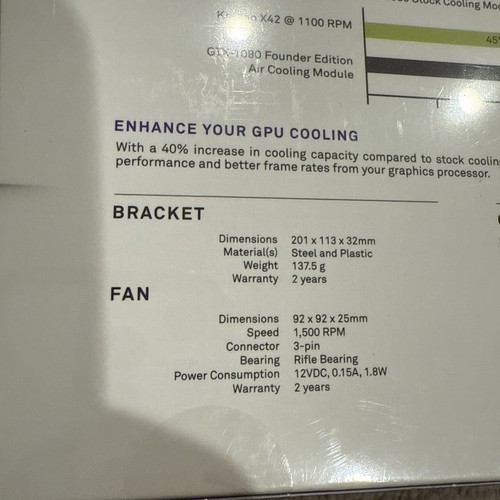 Stock Cooling
X42 @ 1100 RPM
45
GTX-1080 Founder Edition
Air Cooling Module
ENHANCE YOUR GPU COOLING
With a 40% increase in cooling capacity compared to stock
performance and better frame rates from your graphics processor.
BRACKET
Dimensions 201 x 113 x 32mm
Material(s) Steel and Plastic
Weight 137.5 g
Warranty 2 years
FAN
Dimensions 92 x 92 x 25mm
Speed 1,500 RPM
Connector 3-pin
Bearing Rifle Bearing
Power Consumption 12VDC, 0.15A, 1.8W
Warranty 2 years